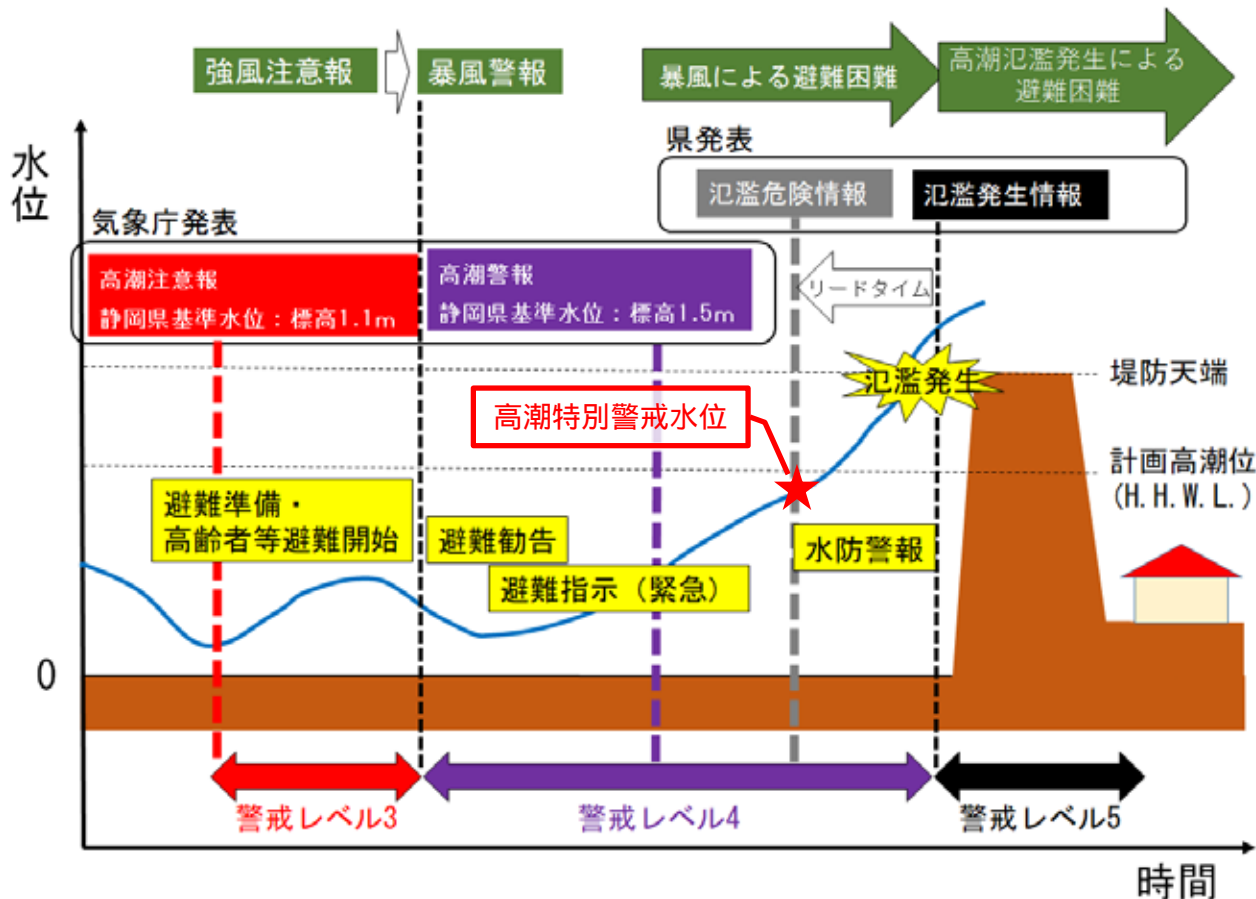 強風注意報
暴風警報
暴風による避難困難
高潮氾濫発生による
避難困難
水位
県発表
氾濫危険情報
氾濫発生情報
気象庁発表
高潮注意報
静岡県基準水位：標高1.1m
高潮警報
静岡県基準水位：標高1.5m
リードタイム
氾濫発生
堤防天端
高潮特別警戒水位
計画高潮位
(H.H.W.L.)
避難準備・
高齢者等避難開始
避難勧告
水防警報
避難指示（緊急）
0
警戒レベル3
警戒レベル4
警戒レベル5
時間